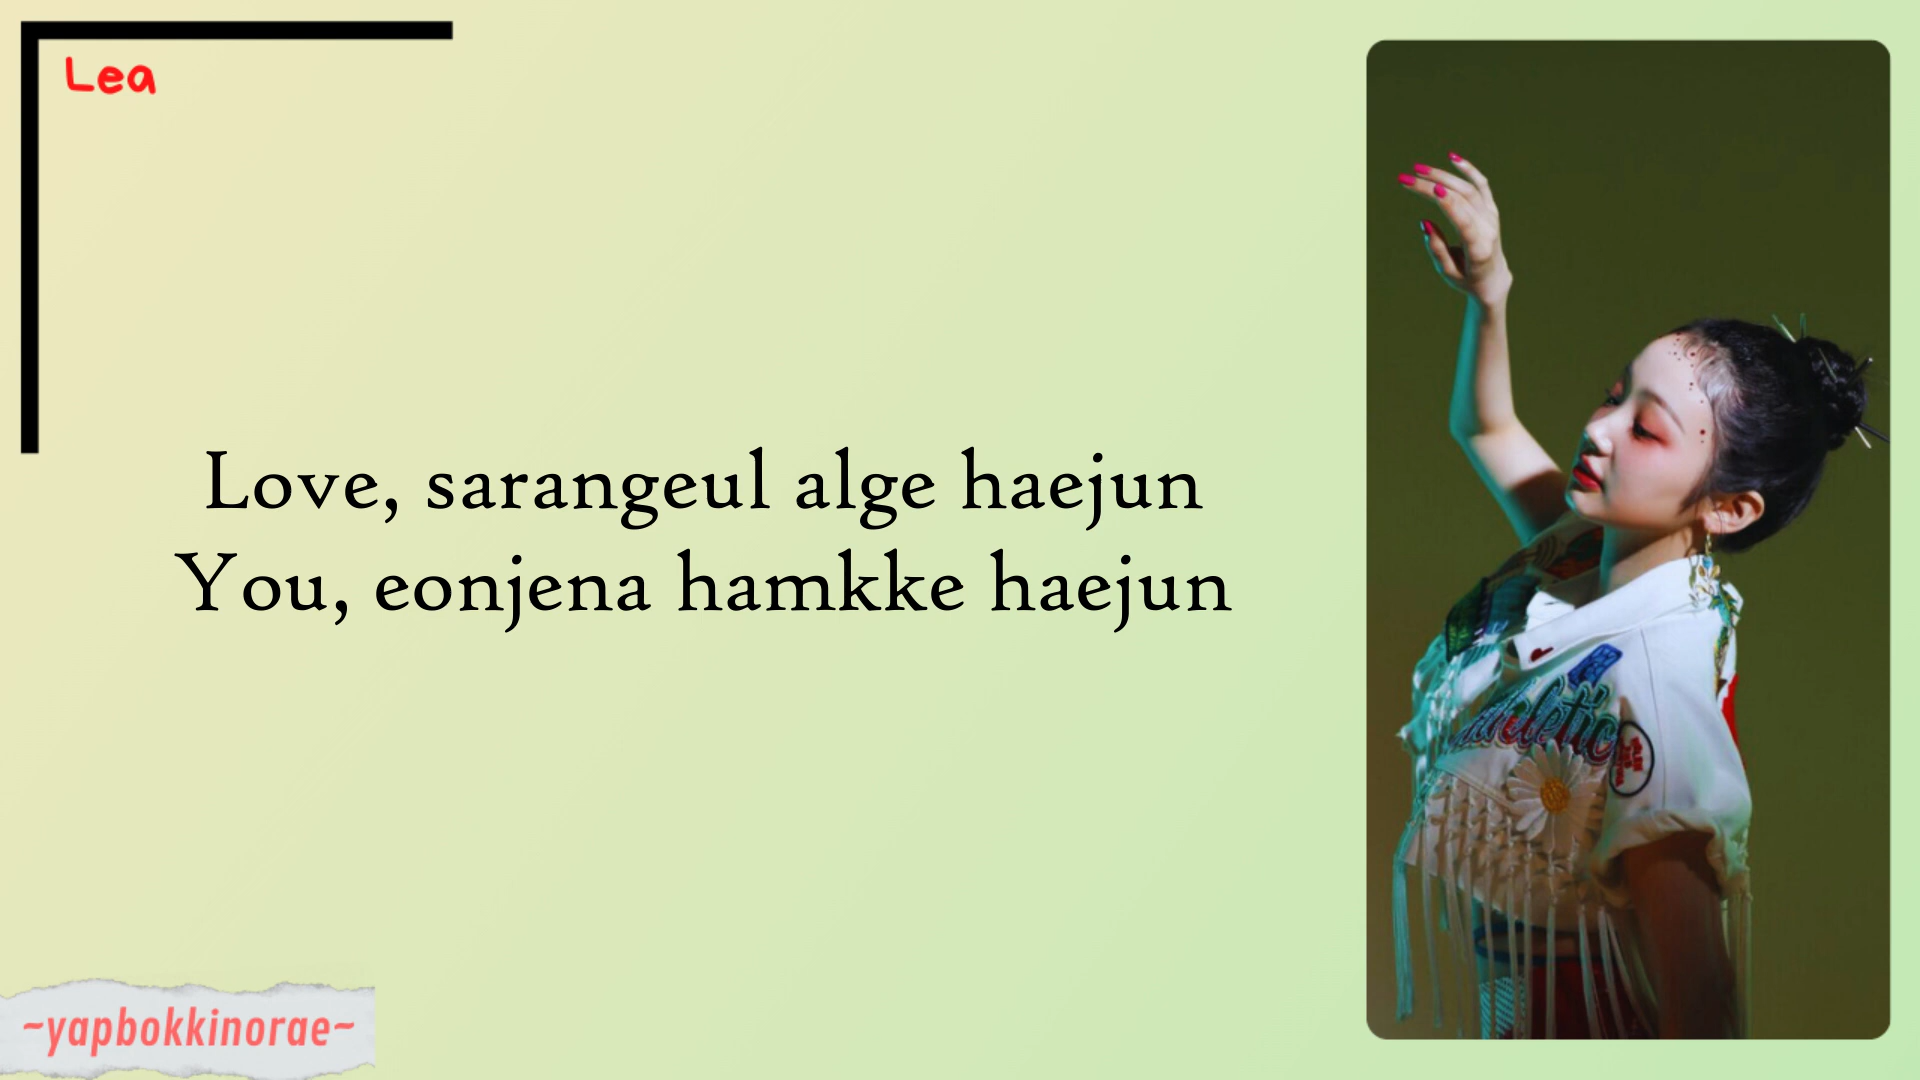 Lea
Love, sarangeul alge haejun
You, eonjena hamkke haejun
~yapbokkinorae~